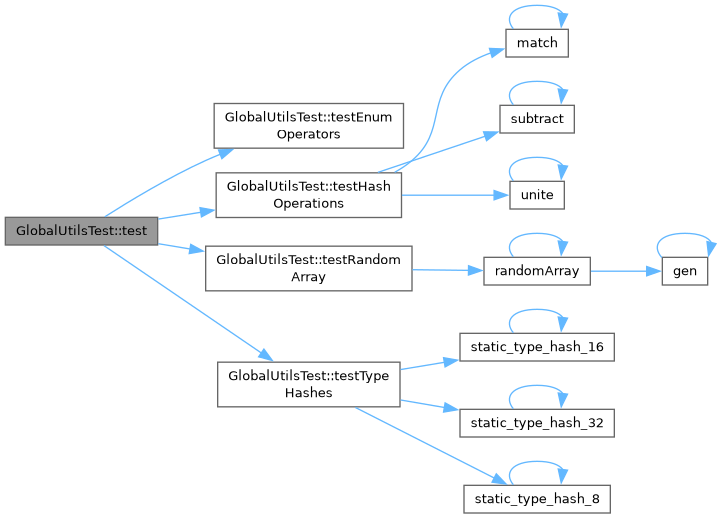 match
GlobalUtilsTest::testEnum
Operators
subtract
GlobalUtilsTest::testHash
Operations
unite
GlobalUtilsTest::test
GlobalUtilsTest::testRandom
Array
randomArray
gen
static_type_hash_16
GlobalUtilsTest::testType
Hashes
static_type_hash_32
static_type_hash_8